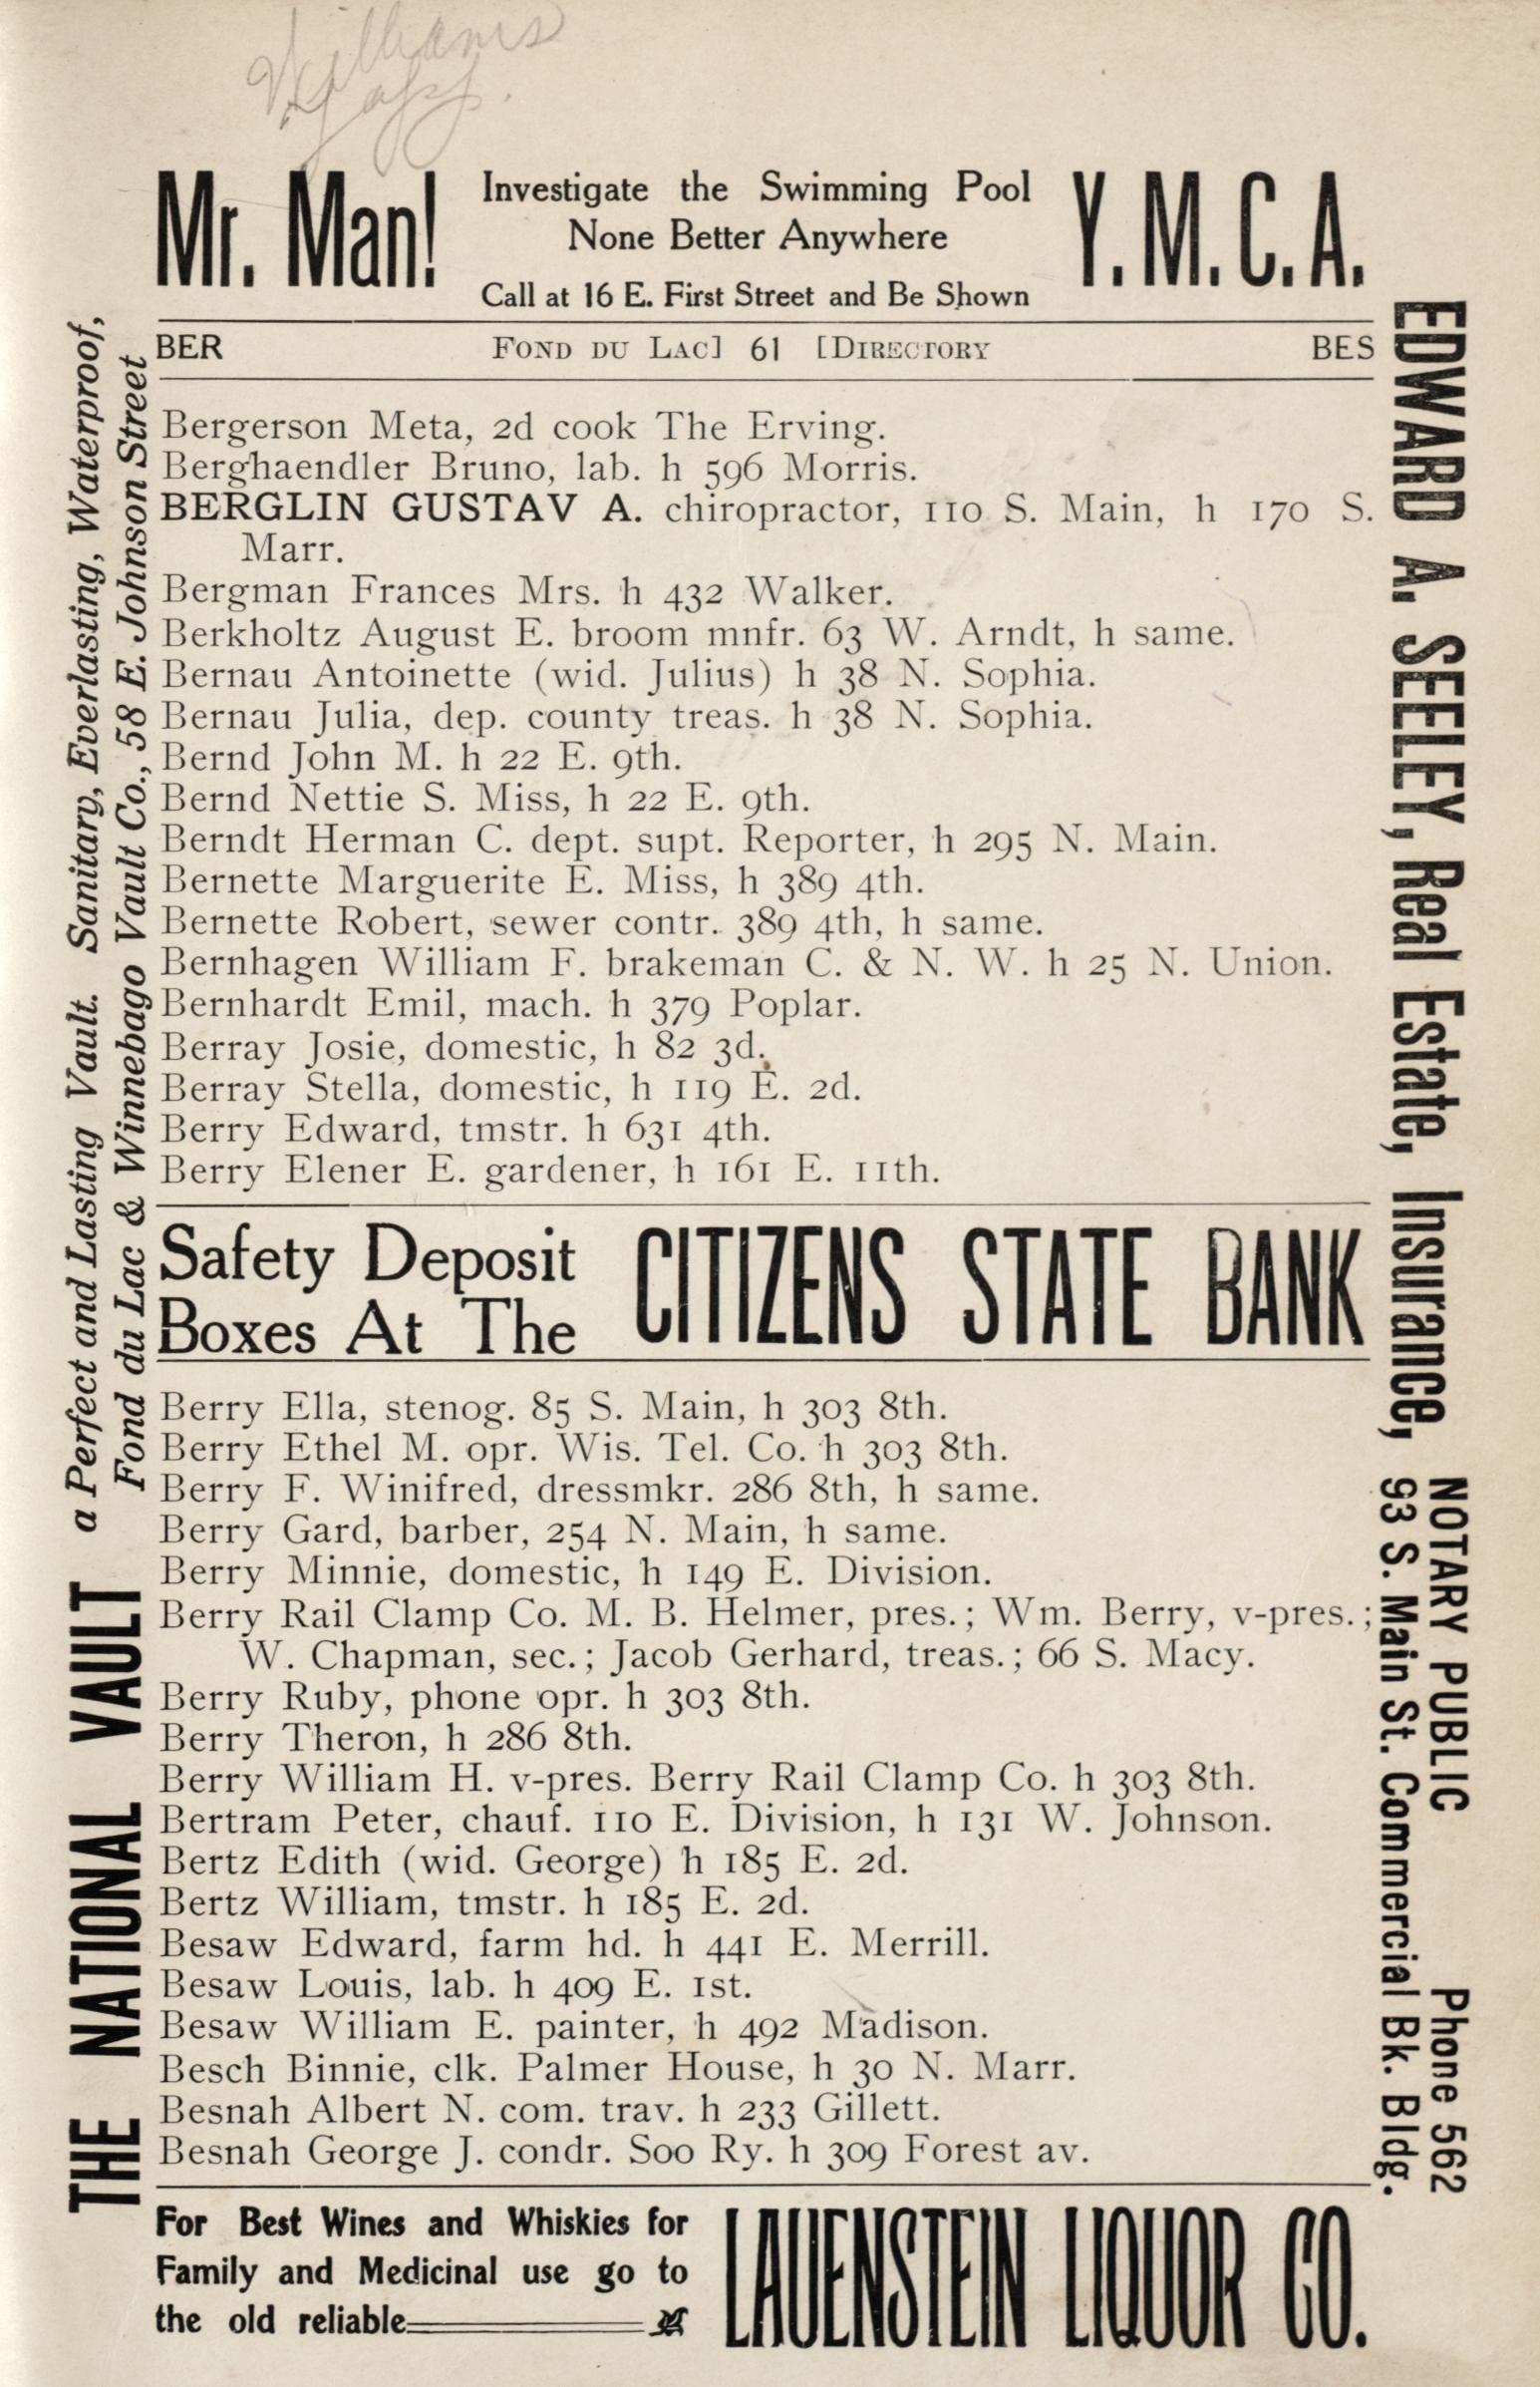 Williams
Mr. Man!
Investigate the Swimming Pool
None Better Anywhere
Call at 16 E. First Street and Be Shown
Y. M. C. A.
BER FOND DU LAC] 61 [DIRECTORY BES
Bergerson Meta, 2d cook The Erving.
Berghaendler Bruno, lab. h 596 Morris.
BERGLIN GUSTAV A. chiropractor, 110 S. Main, h 170 S.
Marr.
Bergman Frances Mrs. h 432 Walker.
Berkholtz August E. broom mnfr. 63 W. Arndt, h same.
Bernau Antoinette (wid. Julius) h 38 N. Sophia.
Bernau Julia, dep. county treas. h 38 N. Sophia.
Bernd John M. h 22 E. 9th.
Bernd Nettie S. Miss, h 22 E. 9th.
Berndt Herman C. dept. supt. Reporter, h 295 N. Main.
Bernette Marguerite E. Miss, h 389 4th.
Bernette Robert, sewer contr. 389 4th, h same.
Bernhagen William F. brakeman C. & N. W. h 25 N. Union.
Bernhardt Emil, mach. h 379 Poplar.
Berray Josie, domestic, h 82 3d.
Berray Stella, domestic, h 119 E. 2d.
Berry Edward, tmstr. h 631 4th.
Berry Elener E. gardener, h 161 E. 11th.
Safety Deposit
Boxes At The
CITIZENS STATE BANK
Berry Ella, stenog. 85 S. Main, h 303 8th.
Berry Ethel M. opr. Wis. Tel. Co. h 303 8th.
Berry F. Winifred, dressmkr. 286 8th, h same.
Berry Gard, barber, 254 N. Main, h same.
Berry Minnie, domestic, h 149 E. Division.
Berry Rail Clamp Co. M. B. Helmer, pres.; Wm. Berry, v-pres.;
W. Chapman, sec.; Jacob Gerhard, treas.; 66 S. Macy.
Berry Ruby, phone opr. h 303 8th.
Berry Theron, h 286 8th.
Berry William H. v-pres. Berry Rail Clamp Co. h 303 8th.
Bertram Peter, chauf. 110 E. Division, h 131 W. Johnson.
Bertz Edith (wid. George) h 185 E. 2d.
Bertz William, tmstr. h 185 E. 2d.
Besaw Edward, farm hd. h 441 E. Merrill.
Besaw Louis, lab. h 409 E. 1st.
Besaw William E. painter, h 492 Madison.
Besch Binnie, clk. Palmer House, h 30 N. Marr.
Besnah Albert N. com. trav. h 233 Gillett.
Besnah George J. condr. Soo Ry. h 309 Forest av.
For Best Wines and Whiskies for
Family and Medicinal use go to
the old reliable
LAUENSTEIN LIQUOR CO.
THE NATIONAL VAULT
a Perfect and Lasting Vault. Sanitary, Everlasting, Waterproof,
Fond du Lac & Winnebago Vault Co., 58 E. Johnson Street
EDWARD A. SEELEY, Real Estate, Insurance,
NOTARY PUBLIC Phone 562
93 S. Main St. Commercial Bk. Bldg.